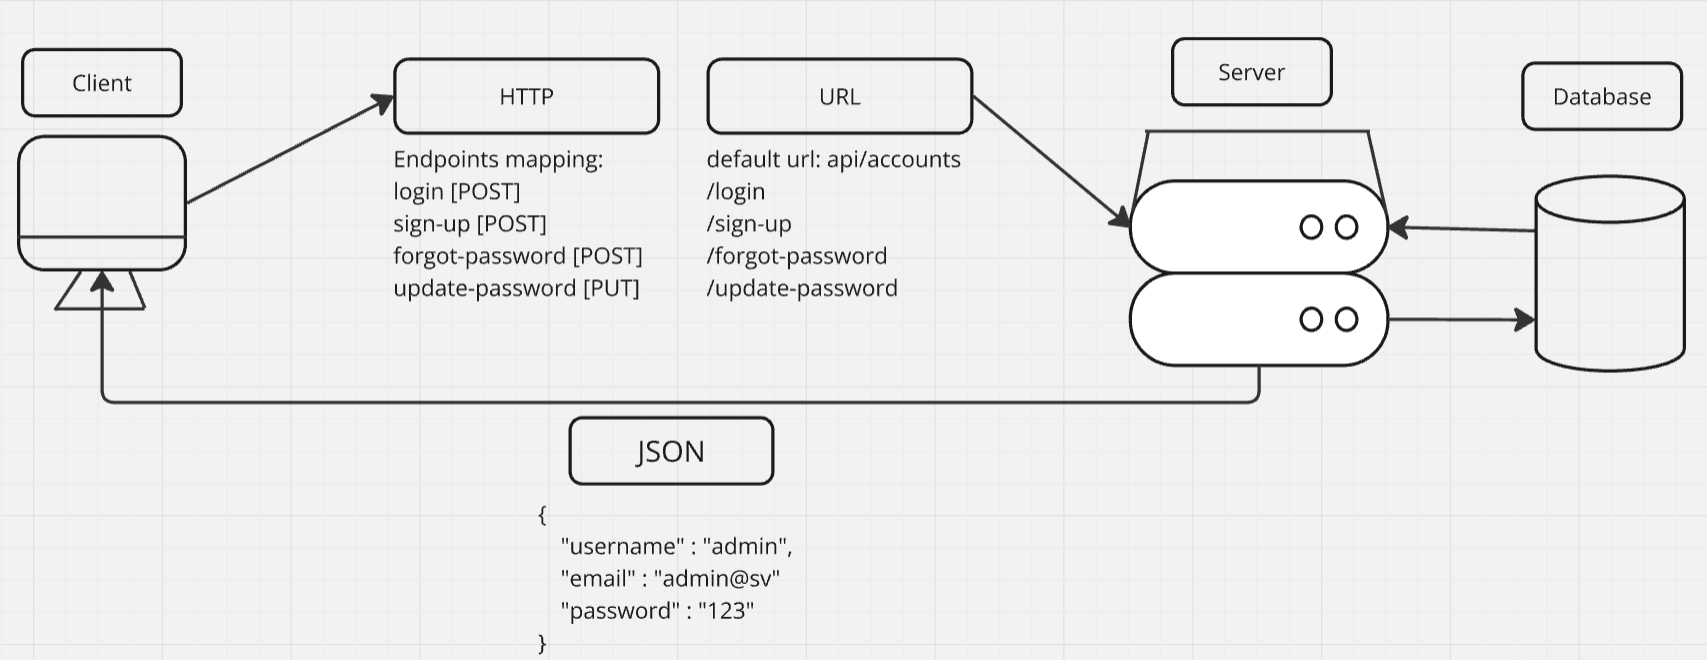 Client
HTTP
Endpoints mapping:
login [POST]
sign-up [POST]
forgot-password [POST]
update-password [PUT]
URL
default url: api/accounts
/login
/sign-up
/forgot-password
/update-password
Server
Database
JSON
{
"username" : "admin",
"email" : "admin@sv"
"password" : "123"
}